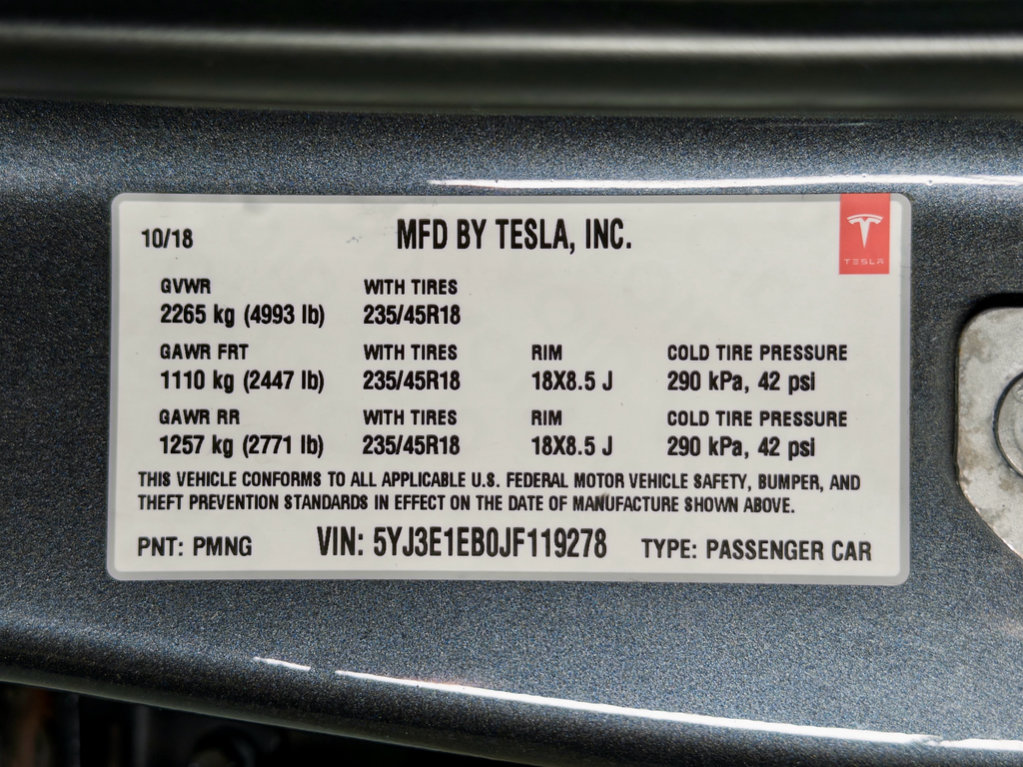 10/18 MFD BY TESLA, INC.
TESLA
GVWR WITH TIRES
2265 kg (4993 lb) 235/45R18
GAWR FRT WITH TIRES RIM COLD TIRE PRESSURE
1110 kg (2447 lb) 235/45R18 18X8.5 J 290 kPa, 42 psi
GAWR RR WITH TIRES RIM COLD TIRE PRESSURE
1257 kg (2771 lb) 235/45R18 18X8.5 J 290 kPa, 42 psi
THIS VEHICLE CONFORMS TO ALL APPLICABLE U.S. FEDERAL MOTOR VEHICLE SAFETY, BUMPER, AND
THEFT PREVENTION STANDARDS IN EFFECT ON THE DATE OF MANUFACTURE SHOWN ABOVE.
PNT: PMNG VIN: 5YJ3E1EB0JF119278 TYPE: PASSENGER CAR